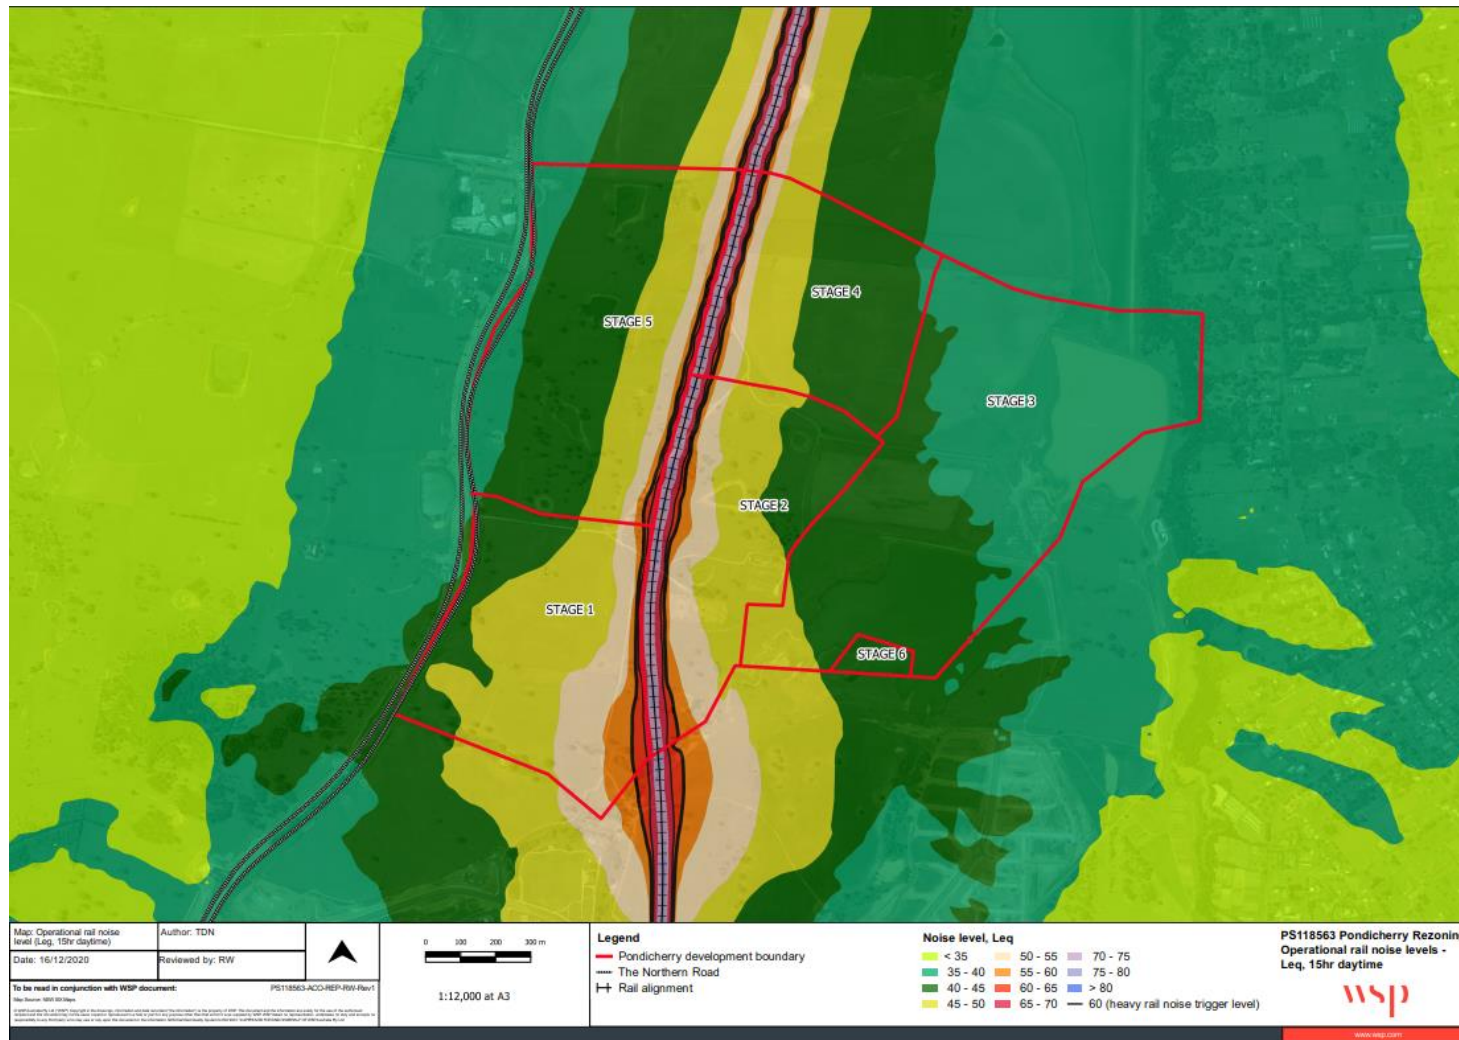 STAGE 4
STAGE 5
STAGE 3
STAGE 2
STAGE 1
STAGE 6
Map: Operational rail noise
level (Leq, 15hr daytime)
Author: TDN
Date: 16/12/2020
Reviewed by: RW
To be read in conjunction with WSP document:
PS118563-ACO-REP-RW-Rev1
0 100 200 300 m
1:12,000 at A3
Legend
Pondicherry development boundary
The Northern Road
Rail alignment
Noise level, Leq
< 35
35 - 40
40 - 45
45 - 50
50 - 55
55 - 60
60 - 65
65 - 70
70 - 75
75 - 80
> 80
60 (heavy rail noise trigger level)
PS118563 Pondicherry Rezonin
Operational rail noise levels -
Leq, 15hr daytime
wsp
www.wsp.com